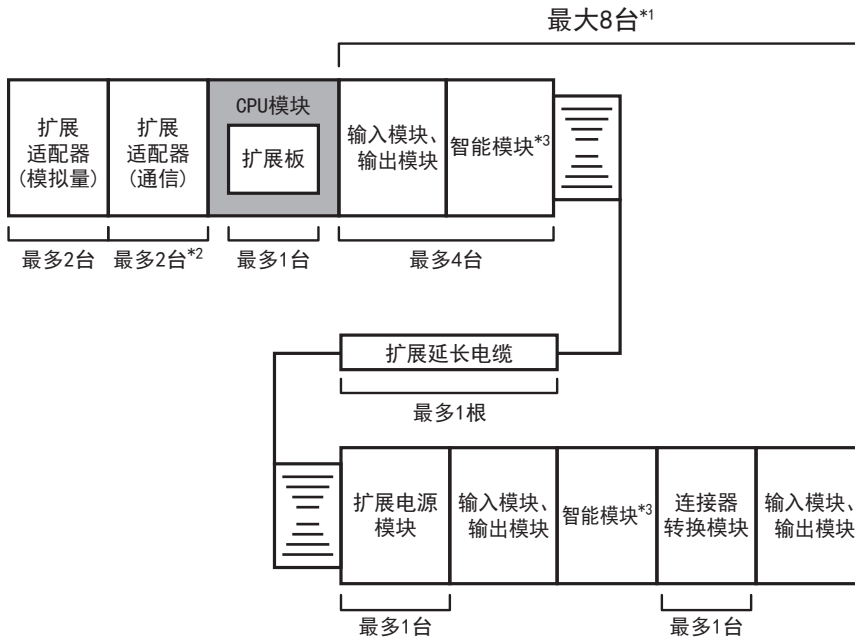 最大8台*1
扩展
适配器
(模拟量)
扩展
适配器
(通信)
CPU模块
扩展板
输入模块、
输出模块
智能模块*3
最多2台
最多2台*2
最多1台
最多4台
扩展延长电缆
最多1根
扩展电源
模块
输入模块、
输出模块
智能模块*3
连接器
转换模块
输入模块、
输出模块
最多1台
最多1台